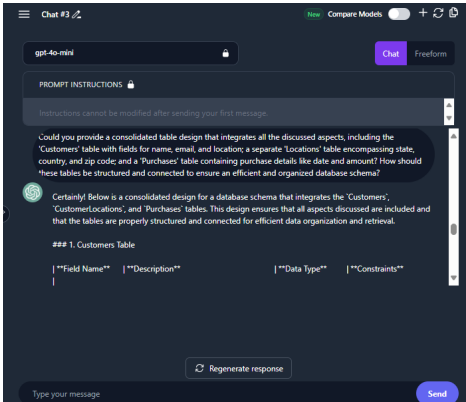 Chat #3
New Compare Models
gpt-4o-mini
Chat Freeform
PROMPT INSTRUCTIONS
Instructions cannot be modified after sending your first message.
Could you provide a consolidated table design that integrates all the discussed aspects, including the
'Customers' table with fields for name, email, and location; a separate 'Locations' table encompassing state,
country, and zip code; and a 'Purchases' table containing purchase details like date and amount? How should
these tables be structured and connected to ensure an efficient and organized database schema?
Certainly! Below is a consolidated design for a database schema that integrates the `Customers`,
`CustomerLocations`, and `Purchases` tables. This design ensures that all aspects discussed are included and
that the tables are properly structured and connected for efficient data organization and retrieval.
### 1. Customers Table
| **Field Name** | **Description** | **Data Type** | **Constraints**
|
Regenerate response
Type your message
Send